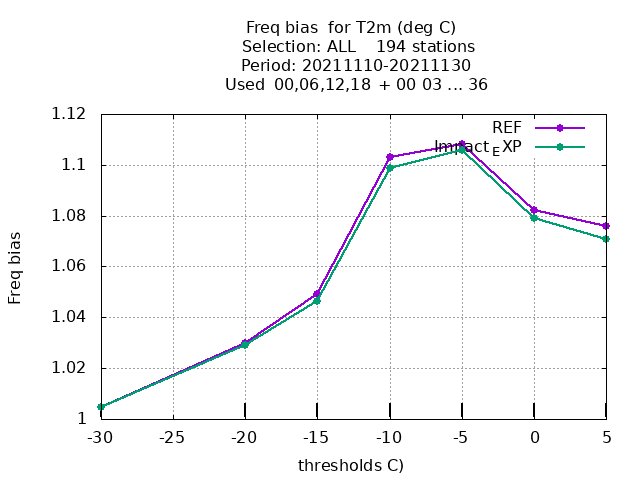 Freq bias  for T2m (deg C)
Selection: ALL    194 stations
Period: 20211110-20211130
Used  00,06,12,18  + 00 03 ... 36
1.12
REF
Impact_EXP
1.1
1.08
1.06
1.04
1.02
1
Freq bias
-30 -25 -20 -15 -10 -5 0 5
thresholds C)